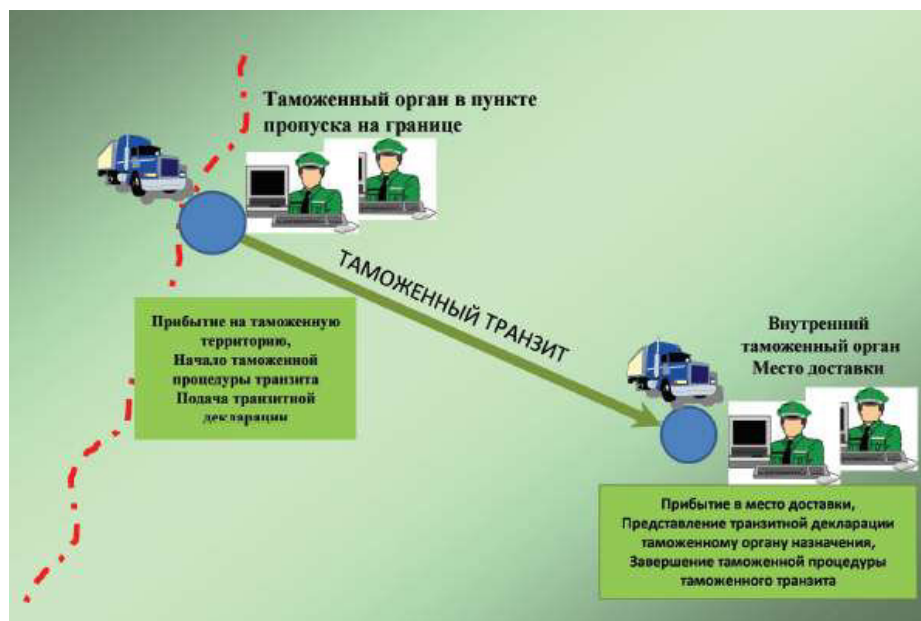 Таможенный орган в пункте
пропуска на границе
ТАМОЖЕННЫЙ ТРАНЗИТ
Прибытие на таможенную
территорию,
Начало таможенной
процедуры транзита
Подача транзитной
декларации
Внутренний
таможенный орган
Место доставки
Прибытие в место доставки,
Представление транзитной декларации
таможенному органу назначения,
Завершение таможенной процедуры
таможенного транзита